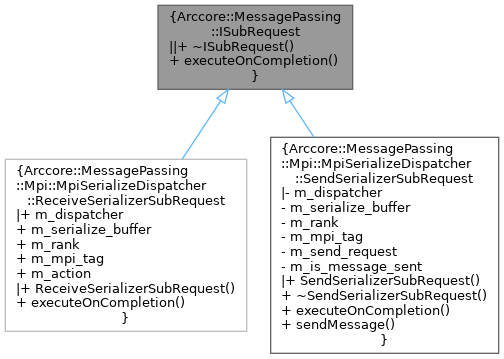 {Arccore::MessagePassing
::ISubRequest
||+ ~ISubRequest()
+ executeOnCompletion()
}
{Arccore::MessagePassing
::Mpi::MpiSerializeDispatcher
::ReceiveSerializerSubRequest
|+ m_dispatcher
+ m_serialize_buffer
+ m_rank
+ m_mpi_tag
+ m_action
|+ ReceiveSerializerSubRequest()
+ executeOnCompletion()
}
{Arccore::MessagePassing
::Mpi::MpiSerializeDispatcher
::SendSerializerSubRequest
|- m_dispatcher
- m_serialize_buffer
- m_rank
- m_mpi_tag
- m_send_request
- m_is_message_sent
|+ SendSerializerSubRequest()
+ ~SendSerializerSubRequest()
+ executeOnCompletion()
+ sendMessage()
}